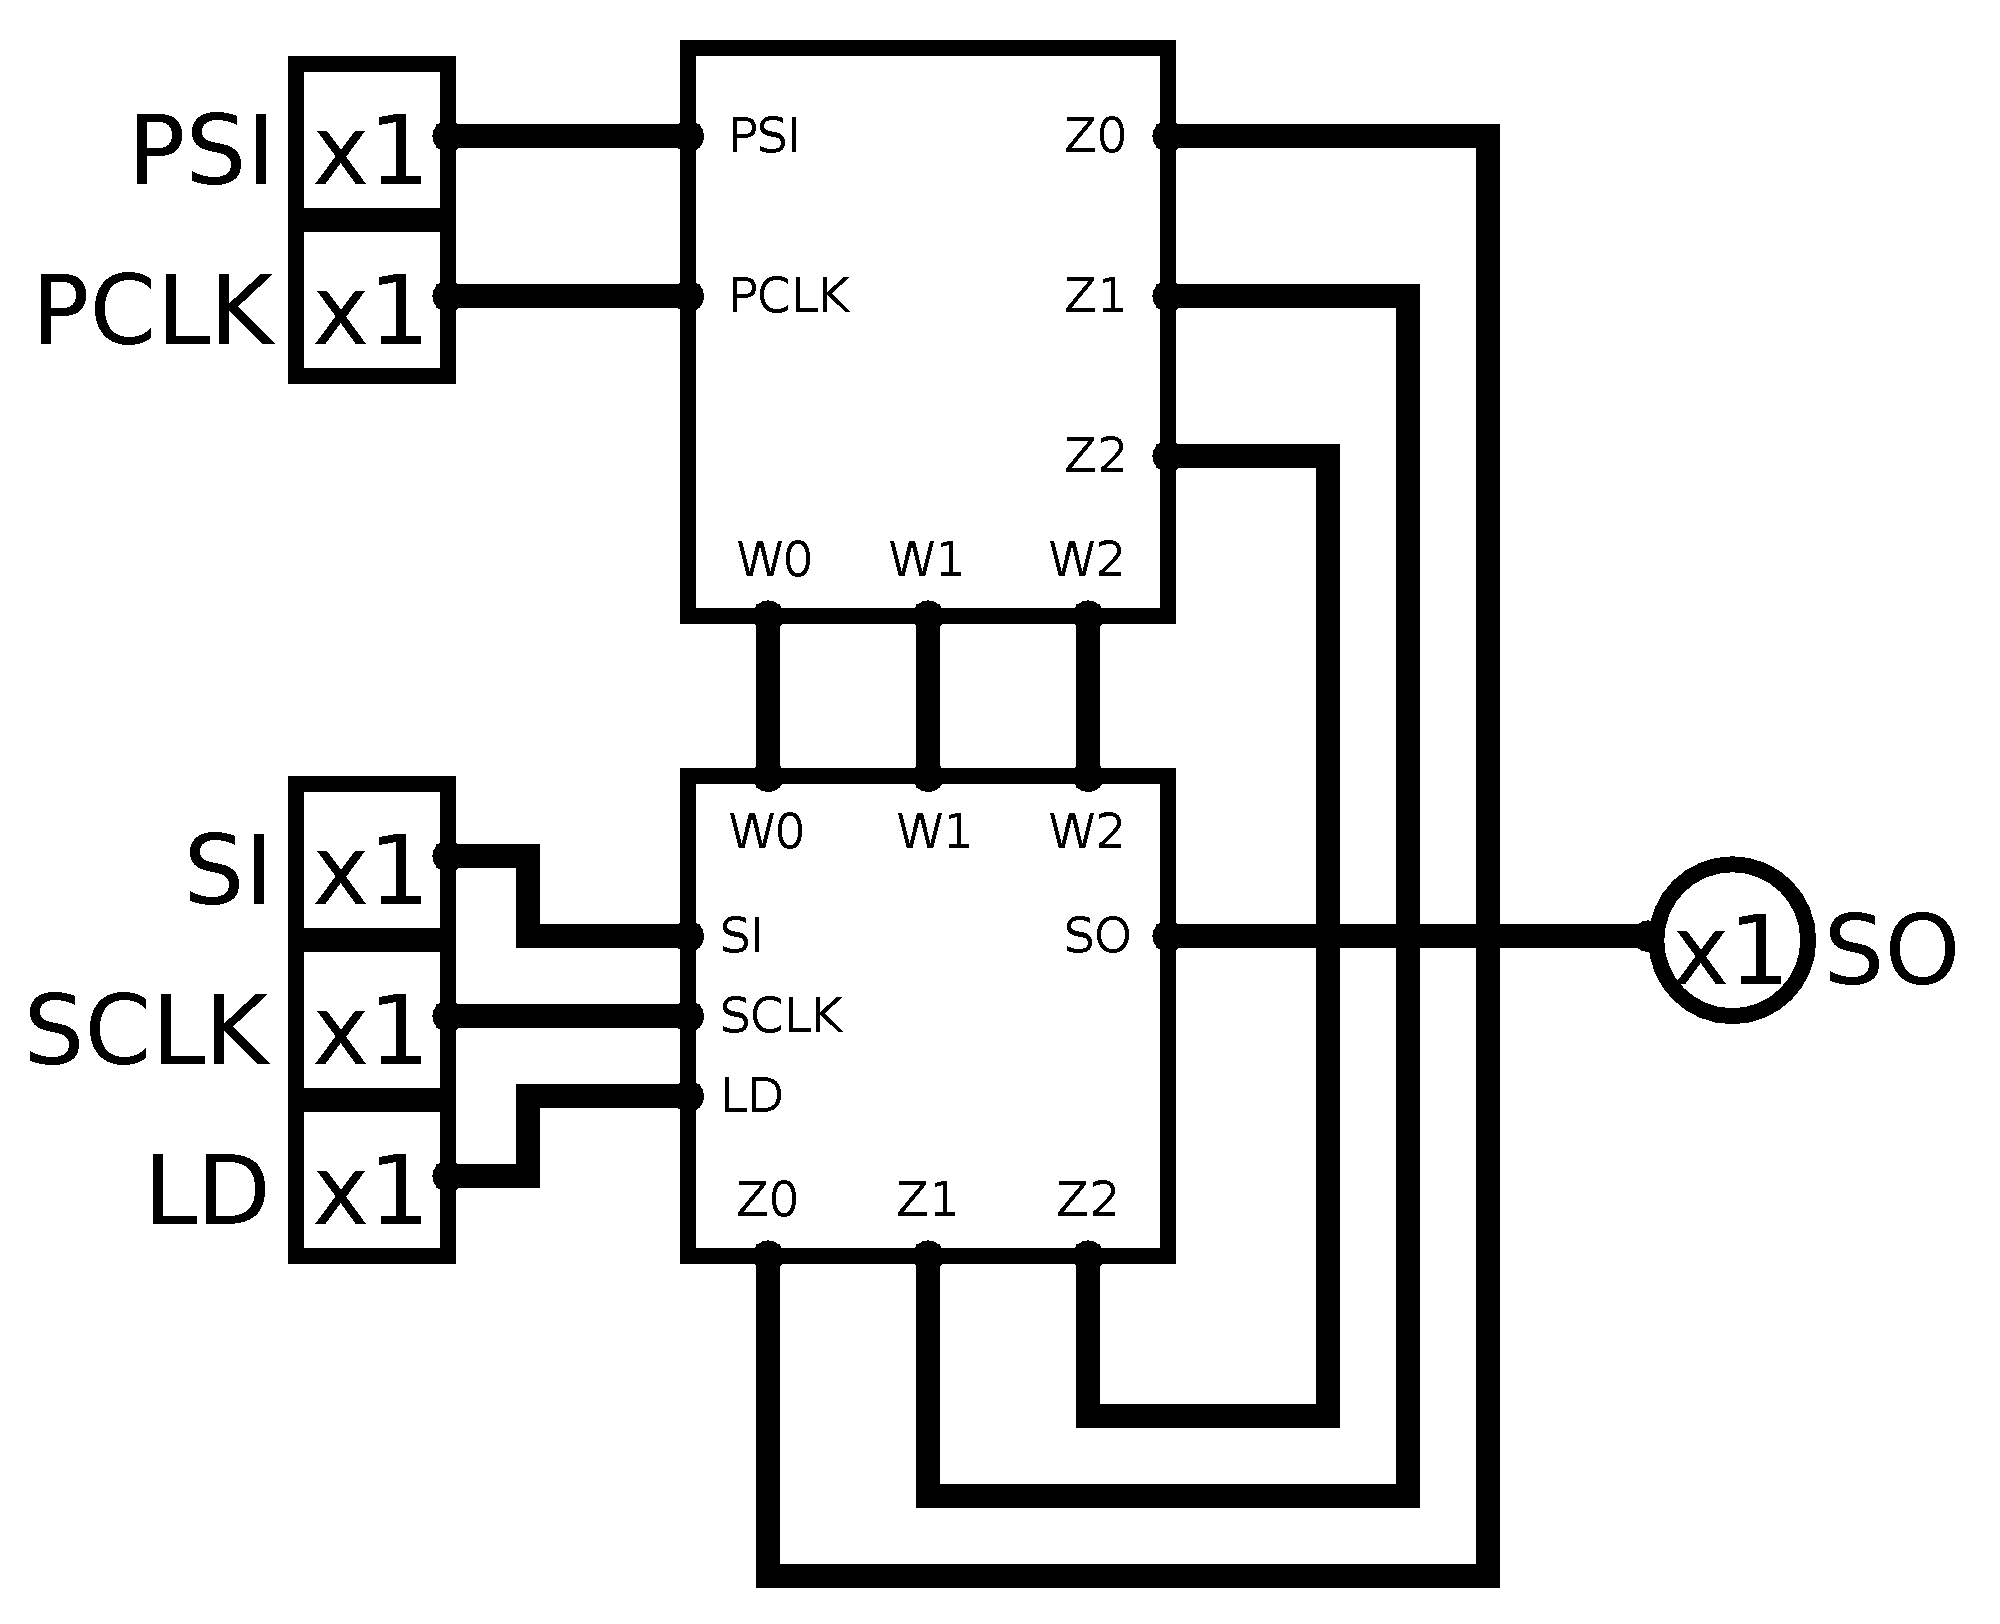 PSI x1 PSI Z0
PCLK x1 PCLK Z1
Z2
W0 W1 W2
W0 W1 W2
SI x1 SI SO x1 SO
SCLK x1 SCLK
LD x1 LD
Z0 Z1 Z2